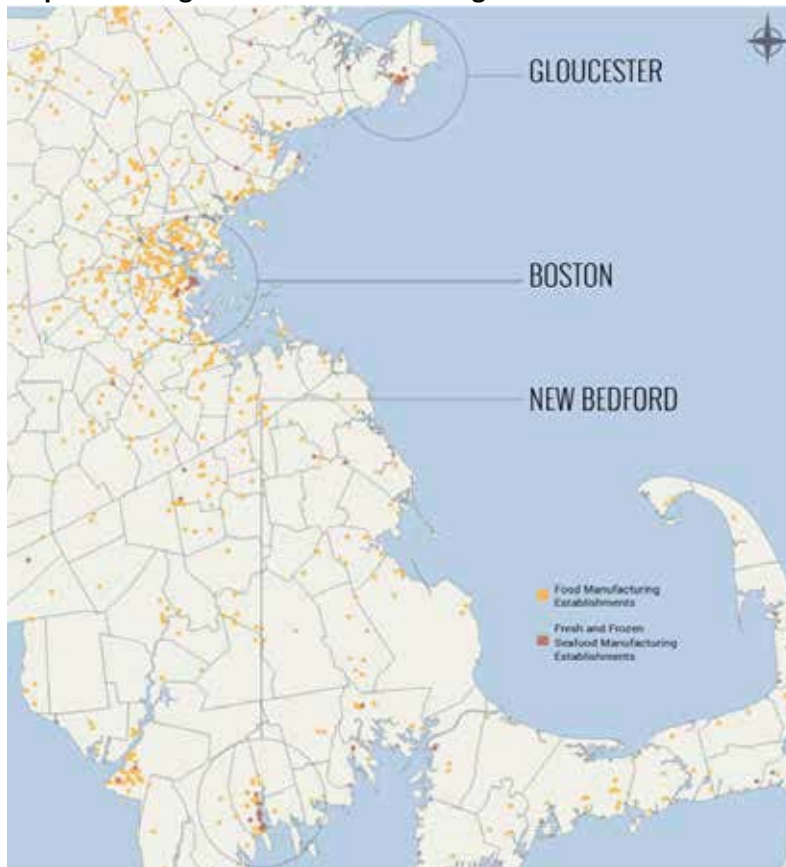 GLOUCESTER
BOSTON
NEW BEDFORD
Food Manufacturing
Establishments
Fresh and Frozen
Seafood Manufacturing
Establishments